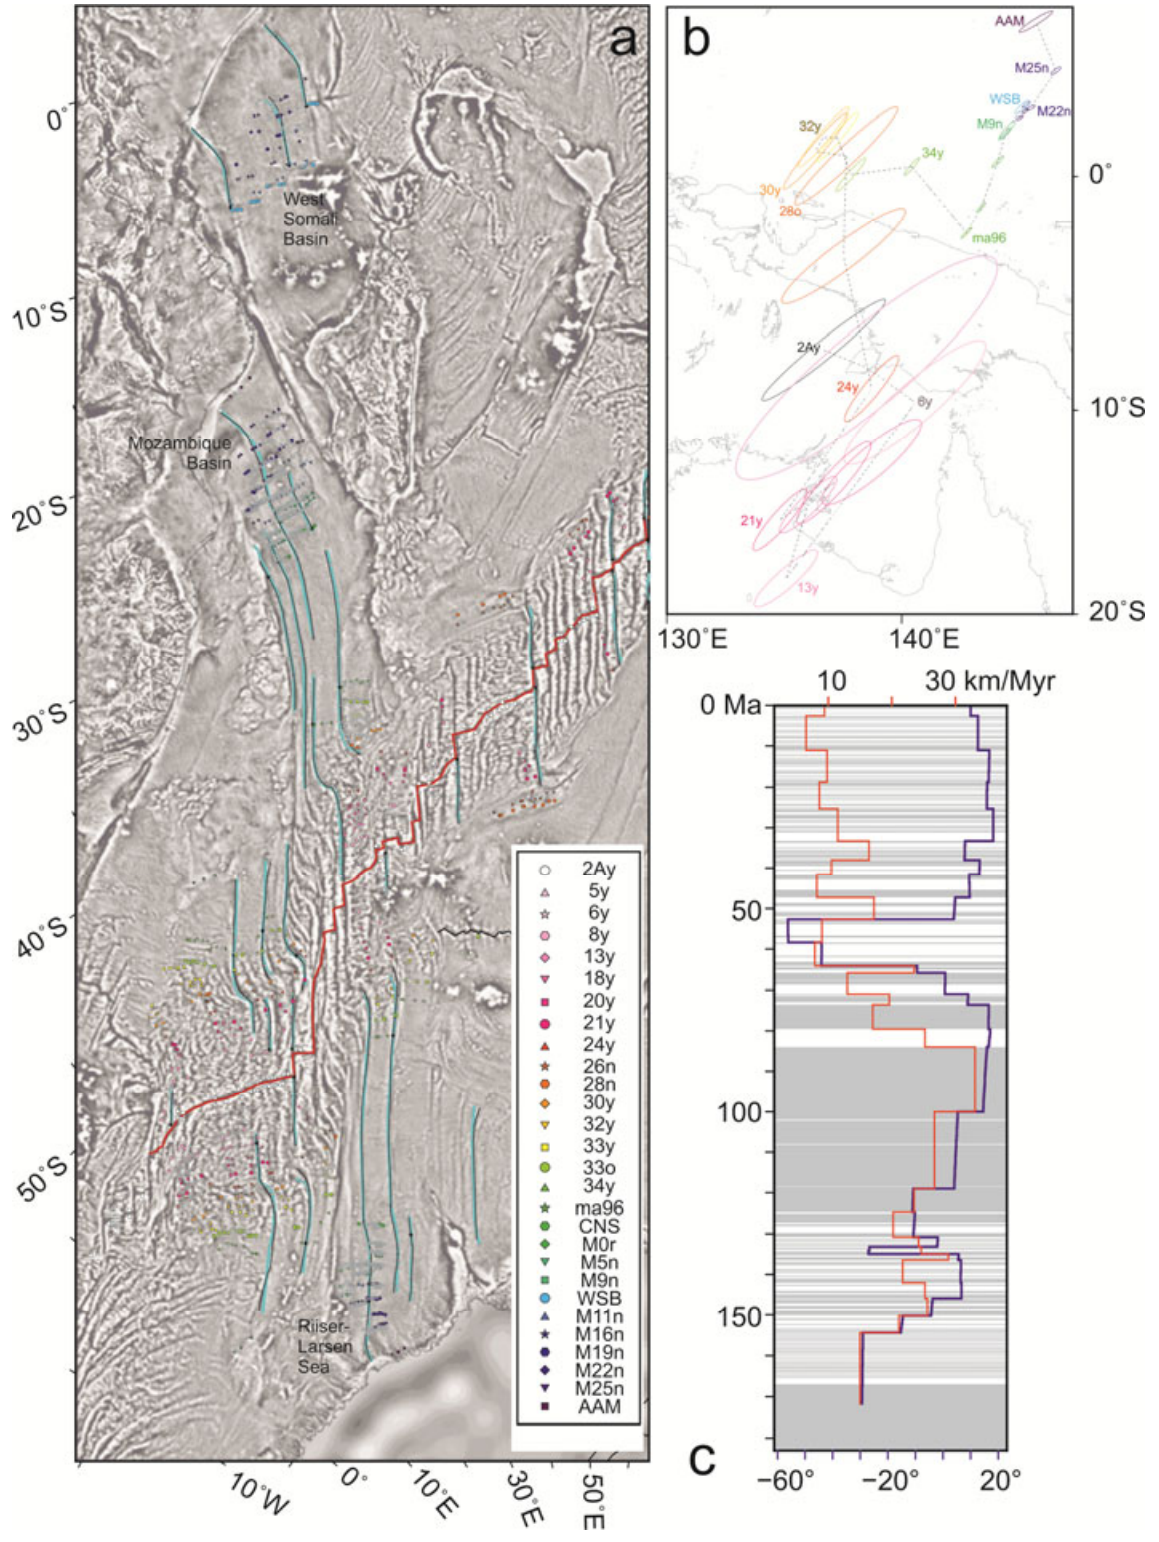 a
0°
10°S
20°S
30°S
40°S
50°S
West
Somali
Basin
Mozambique
Basin
Riiser-
Larsen
Sea
10°W
0°
10°E
30°E
50°E
2Ay
5y
6y
8y
13y
18y
20y
21y
24y
26n
28n
30y
32y
33y
33o
34y
ma96
CNS
M0r
M5n
M9n
WSB
M11n
M16n
M19n
M22n
M25n
AAM
b
AAM
M25n
WSB
M22n
M9n
32y
34y
30y
28o
ma96
2Ay
24y
6y
21y
13y
0°
10°S
20°S
130°E
140°E
10
30 km/Myr
0 Ma
50
100
150
c
−60°
−20°
20°